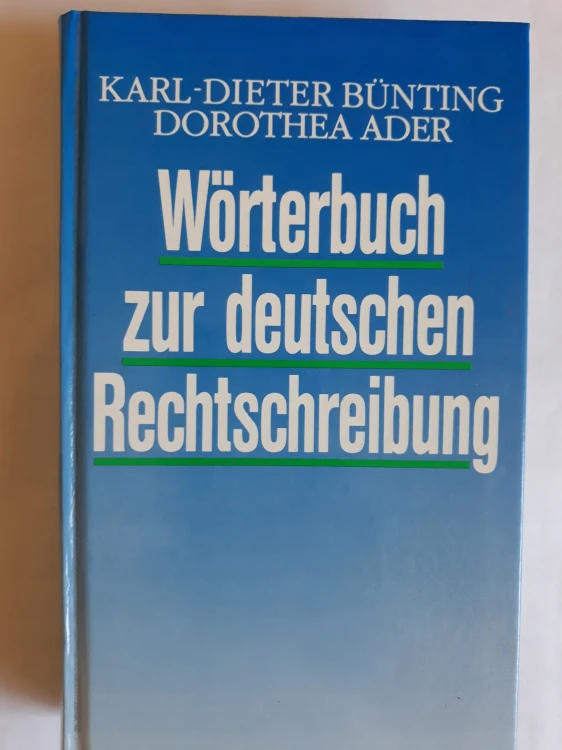 KARL-DIETER BÜNTING
DOROTHEA ADER
Wörterbuch
zur deutschen
Rechtschreibung